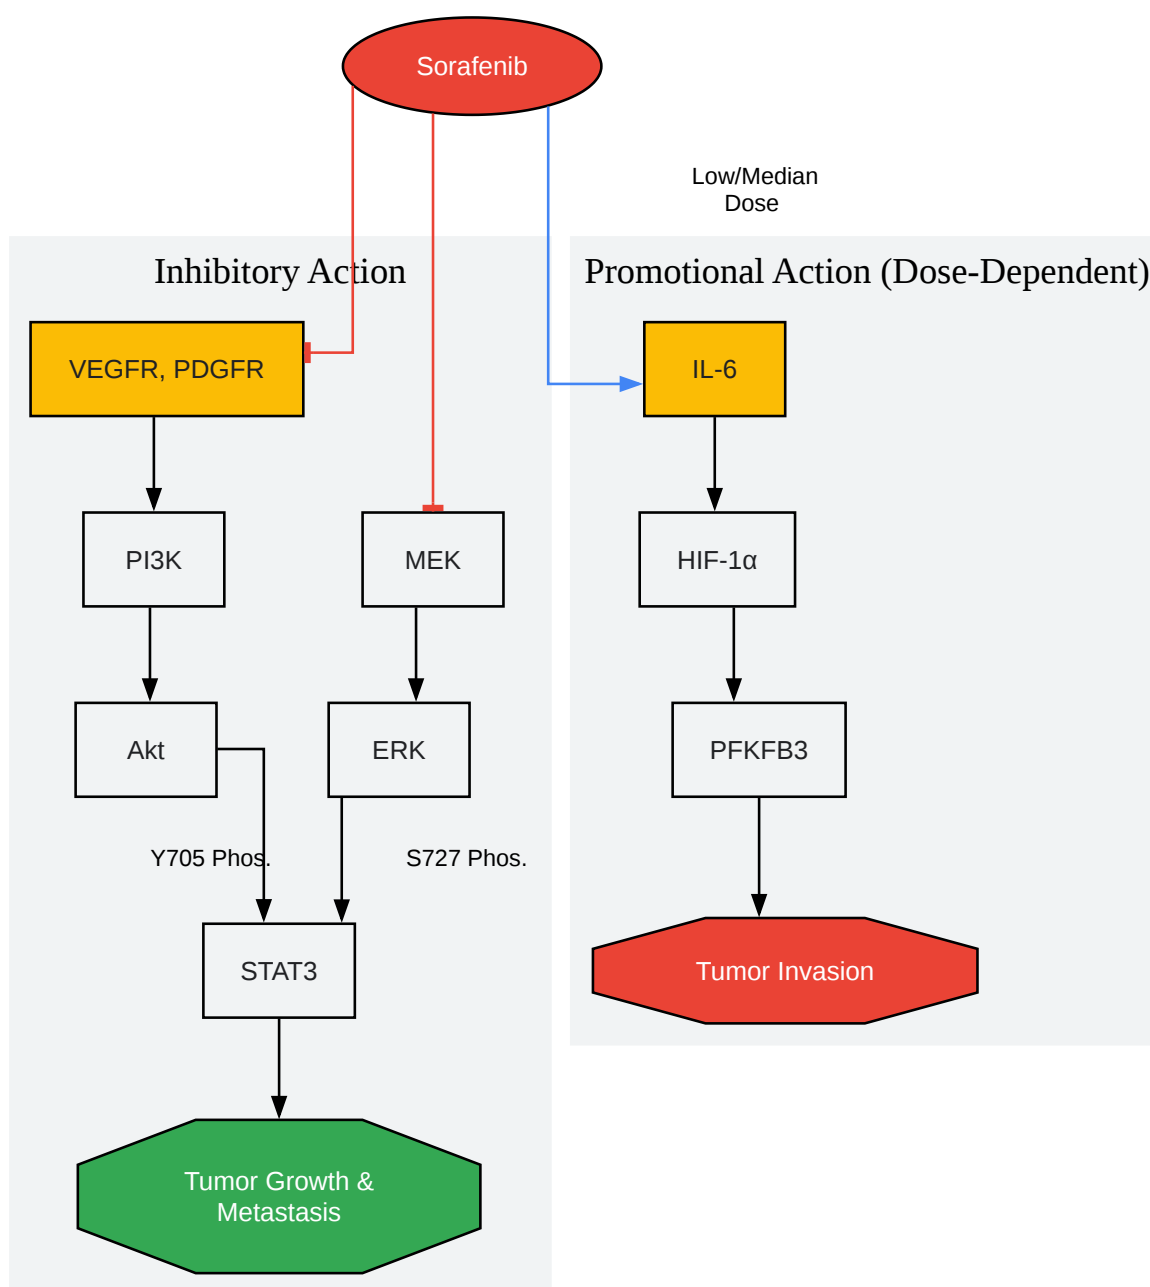 Sorafenib
Low/Median
Dose
Inhibitory Action
Promotional Action (Dose-Dependent)
VEGFR, PDGFR
IL-6
PI3K
MEK
HIF-1α
Akt
ERK
PFKFB3
Y705 Phos.
S727 Phos.
STAT3
Tumor Invasion
Tumor Growth &
Metastasis